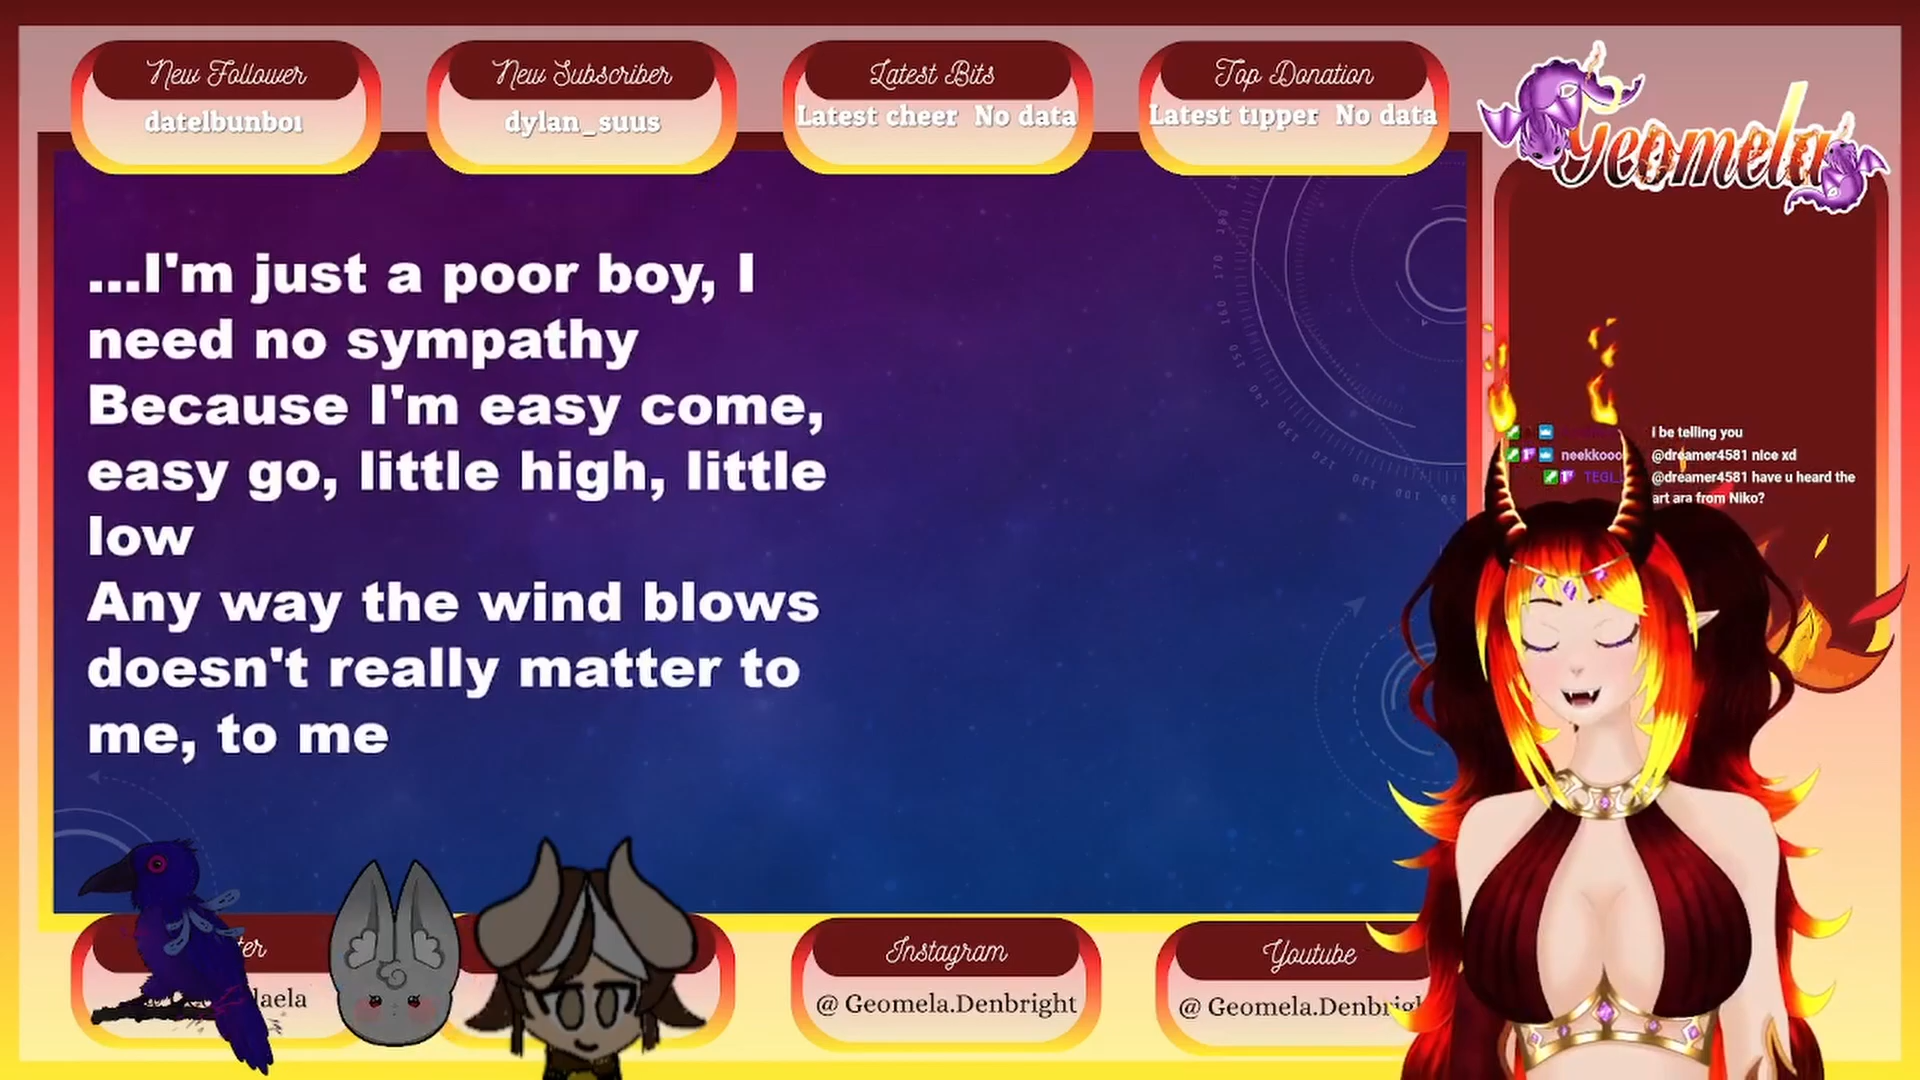 New Follower
datelbunboi
New Subscriber
dylan_suus
Latest Bits
Latest cheer No data
Top Donation
Latest tipper No data
Geomela
...I'm just a poor boy, I
need no sympathy
Because I'm easy come,
easy go, little high, little
low
Any way the wind blows
doesn't really matter to
me, to me
I be telling you
neekkooo @dreamer4581 nice xd
TEGI @dreamer4581 have u heard the
art ara from Niko?
Instagram
@ Geomela.Denbright
Youtube
@ Geomela.Denbrigh